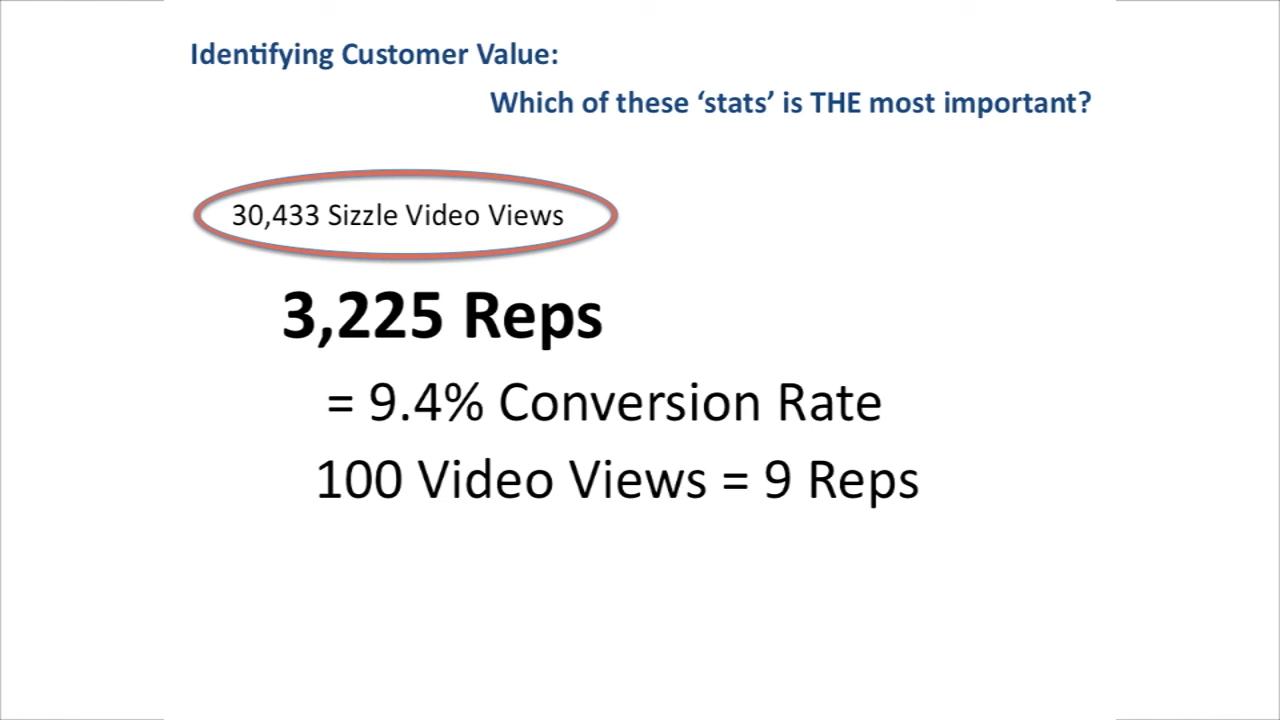 Identifying Customer Value:
Which of these ‘stats’ is THE most important?
30,433 Sizzle Video Views
3,225 Reps
= 9.4% Conversion Rate
100 Video Views = 9 Reps